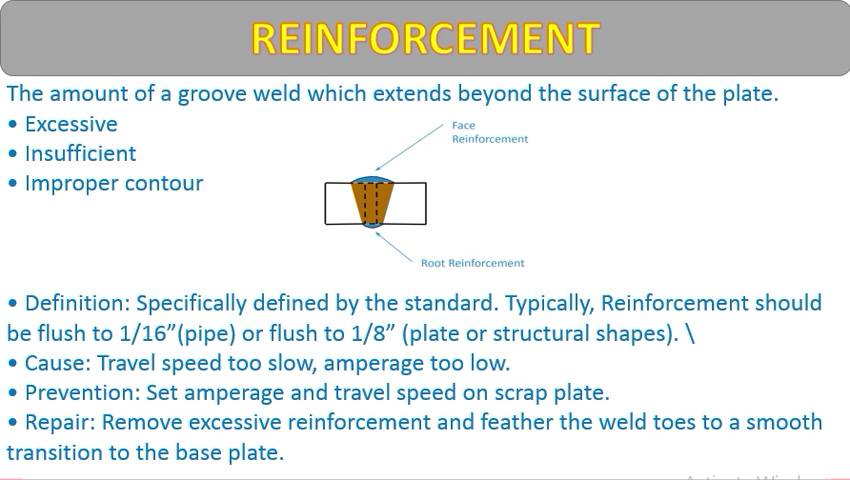 REINFORCEMENT
The amount of a groove weld which extends beyond the surface of the plate.
• Excessive
• Insufficient
• Improper contour
Face
Reinforcement
Root Reinforcement
• Definition: Specifically defined by the standard. Typically, Reinforcement should
be flush to 1/16”(pipe) or flush to 1/8” (plate or structural shapes). \
• Cause: Travel speed too slow, amperage too low.
• Prevention: Set amperage and travel speed on scrap plate.
• Repair: Remove excessive reinforcement and feather the weld toes to a smooth
transition to the base plate.